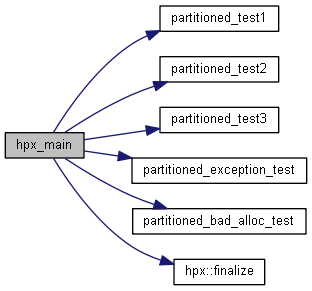 partitioned_test1
partitioned_test2
hpx_main
partitioned_test3
partitioned_exception_test
partitioned_bad_alloc_test
hpx::finalize